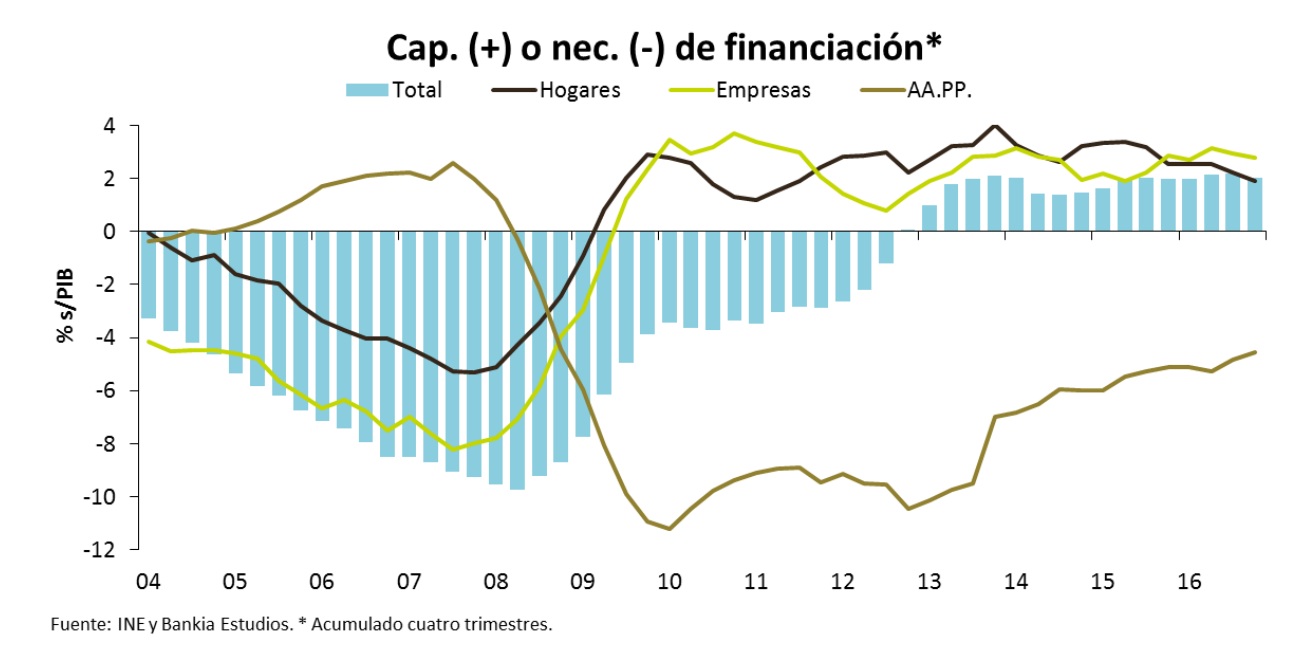 Cap. (+) o nec. (-) de financiación*
Total Hogares Empresas AA.PP.
% s/PIB
4
2
0
-2
-4
-6
-8
-10
-12
04 05 06 07 08 09 10 11 12 13 14 15 16
Fuente: INE y Bankia Estudios. * Acumulado cuatro trimestres.